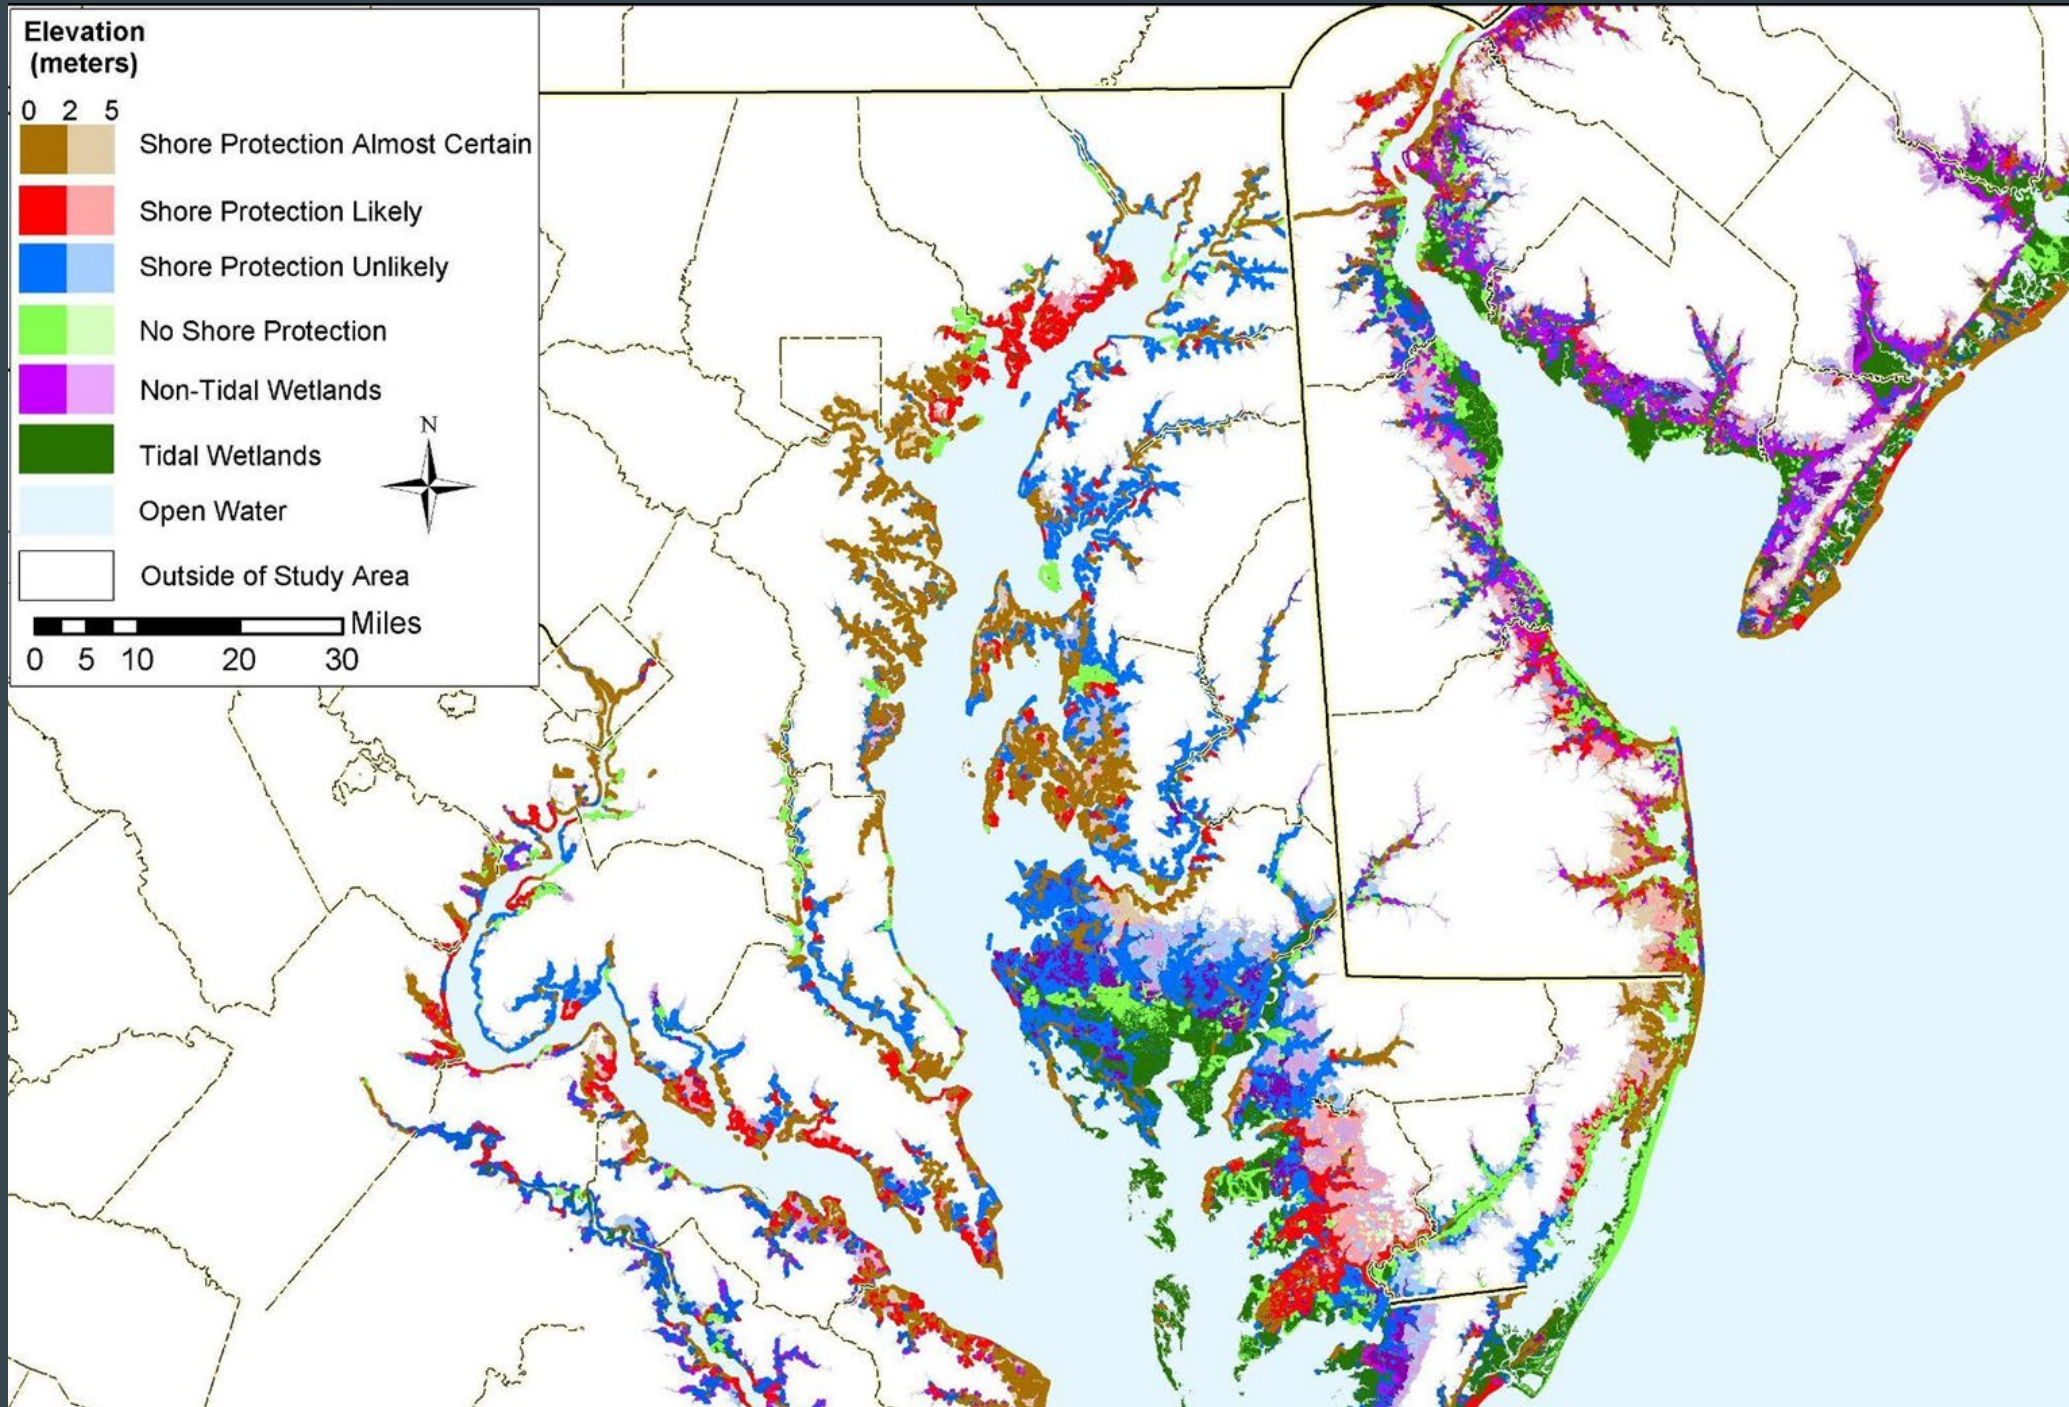 Elevation
(meters)
0 2 5
Shore Protection Almost Certain
Shore Protection Likely
Shore Protection Unlikely
No Shore Protection
Non-Tidal Wetlands
N
Tidal Wetlands
Open Water
Outside of Study Area
Miles
0 5 10 20 30